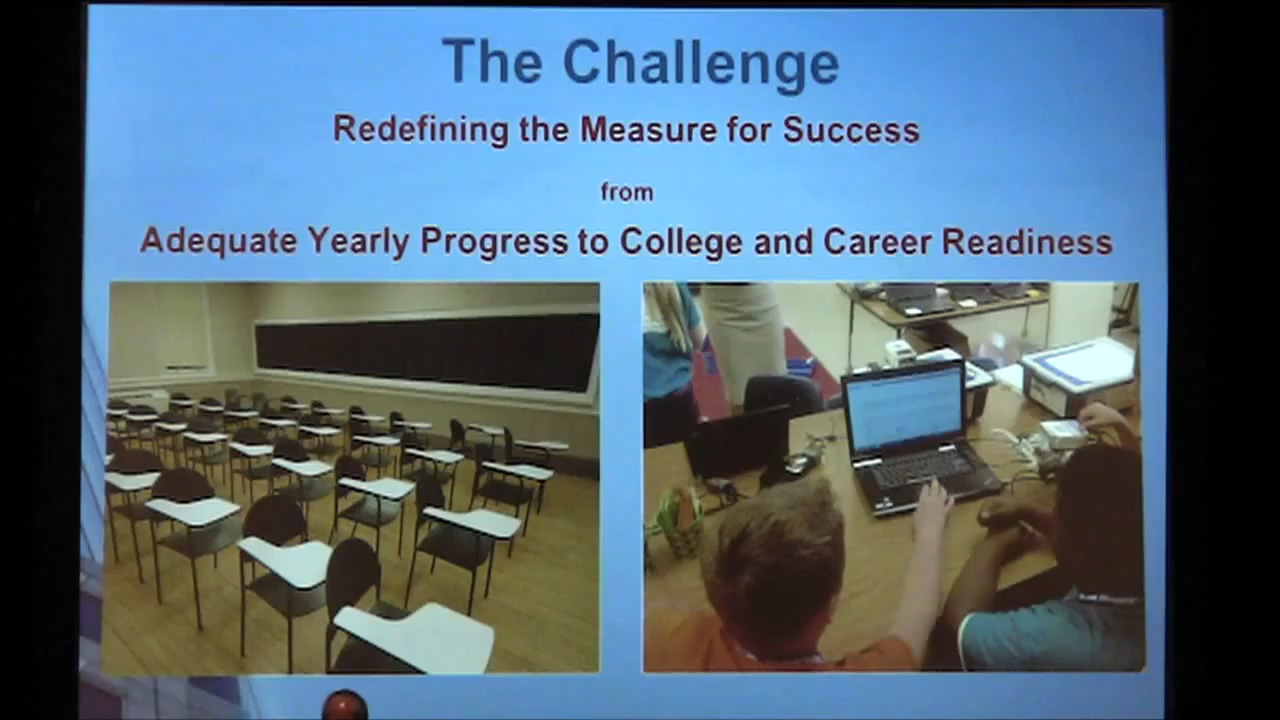 The Challenge
Redefining the Measure for Success
from
Adequate Yearly Progress to College and Career Readiness